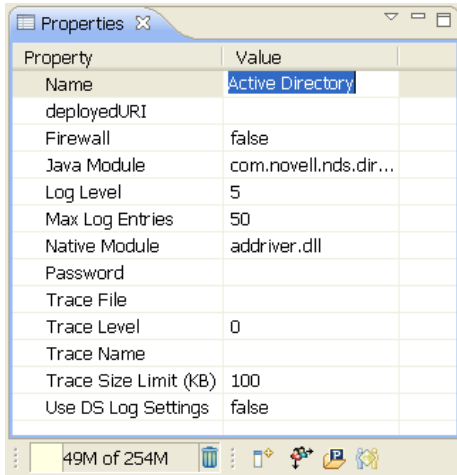 Properties
Property Value
Name Active Directory
deployedURI
Firewall false
Java Module com.novell.nds.dir...
Log Level 5
Max Log Entries 50
Native Module addriver.dll
Password
Trace File
Trace Level 0
Trace Name
Trace Size Limit (KB) 100
Use DS Log Settings false
49M of 254M